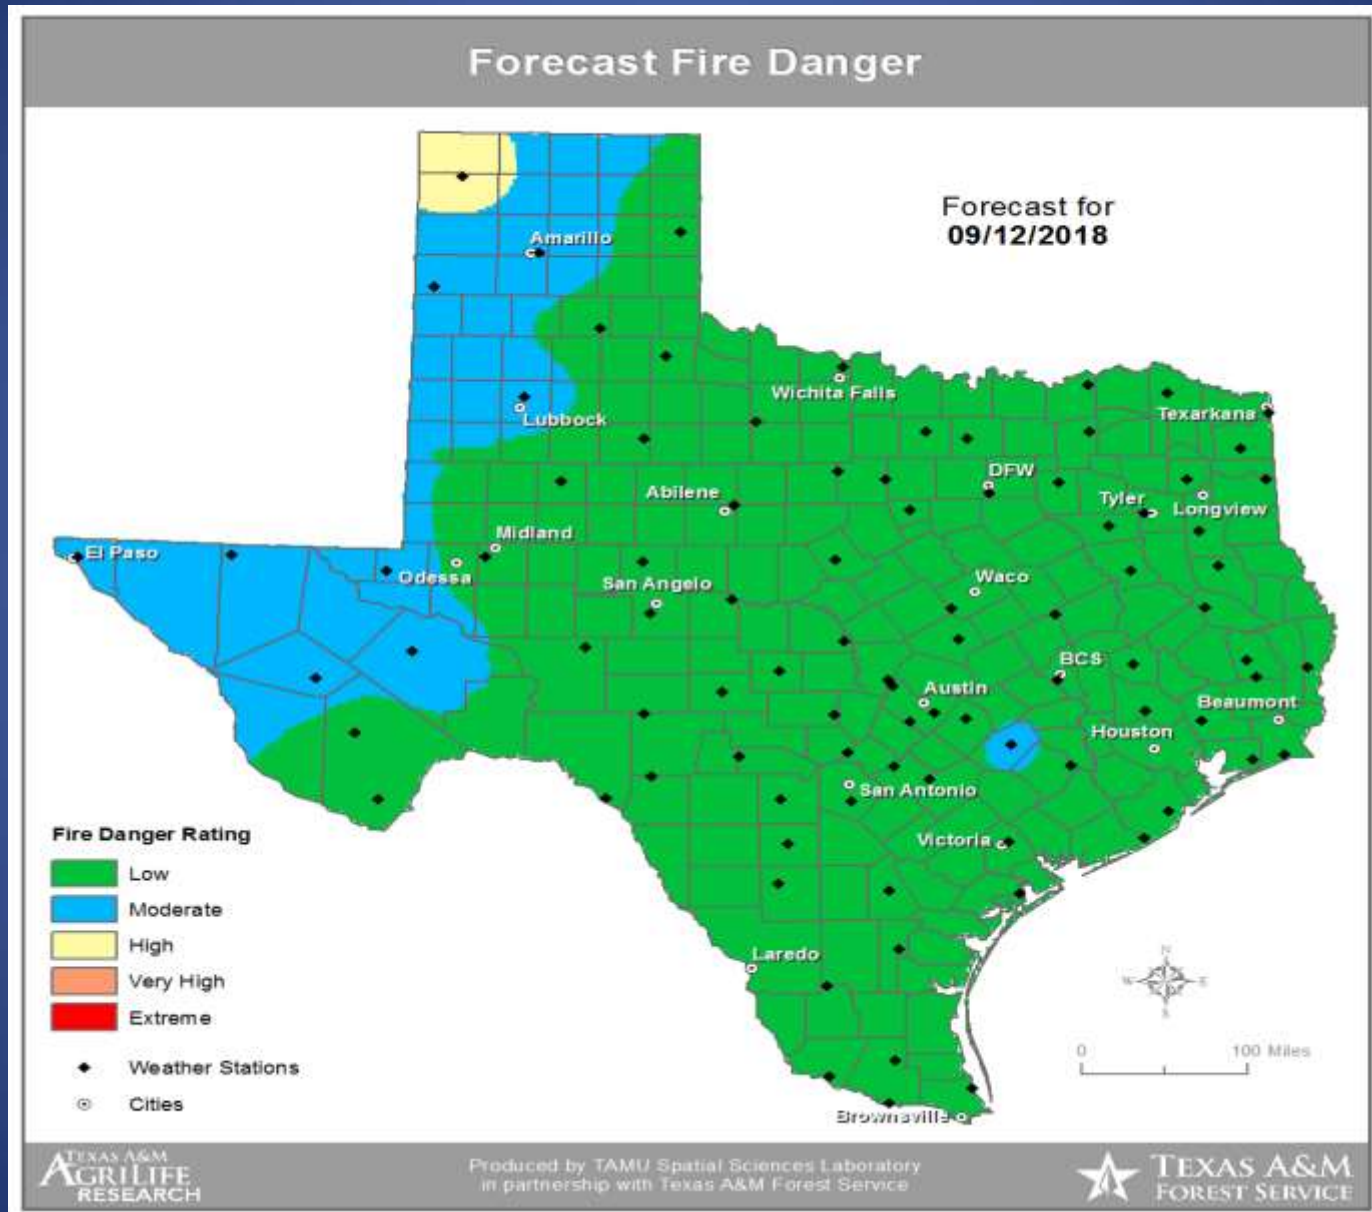 Forecast Fire Danger
Forecast for
09/12/2018
Amarillo
Wichita Falls
Lubbock
Texarkana
DFW
Abilene
Tyler
Longview
El Paso
Midland
Odessa
San Angelo
Waco
BCS
Austin
Beaumont
Houston
San Antonio
Victoria
Laredo
Brownsville
Fire Danger Rating
Low
Moderate
High
Very High
Extreme
Weather Stations
Cities
N
W E
S
0 100 Miles
TEXAS A&M
AGRILIFE
RESEARCH
Produced by TAMU Spatial Sciences Laboratory
in partnership with Texas A&M Forest Service
TEXAS A&M
FOREST SERVICE